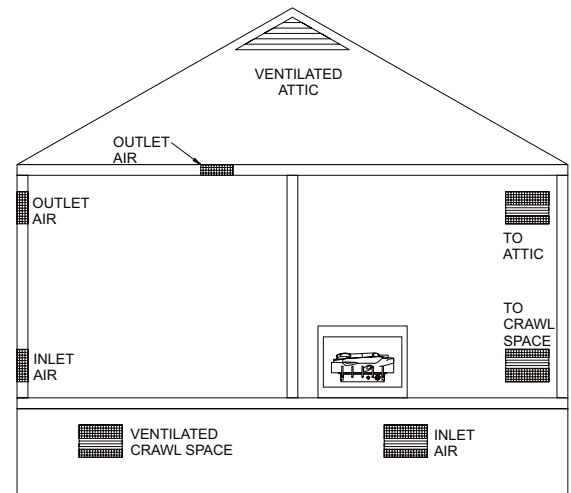 VENTILATED
ATTIC
OUTLET
AIR
OUTLET
AIR
TO
ATTIC
TO
CRAWL
SPACE
INLET
AIR
VENTILATED
CRAWL SPACE
INLET
AIR